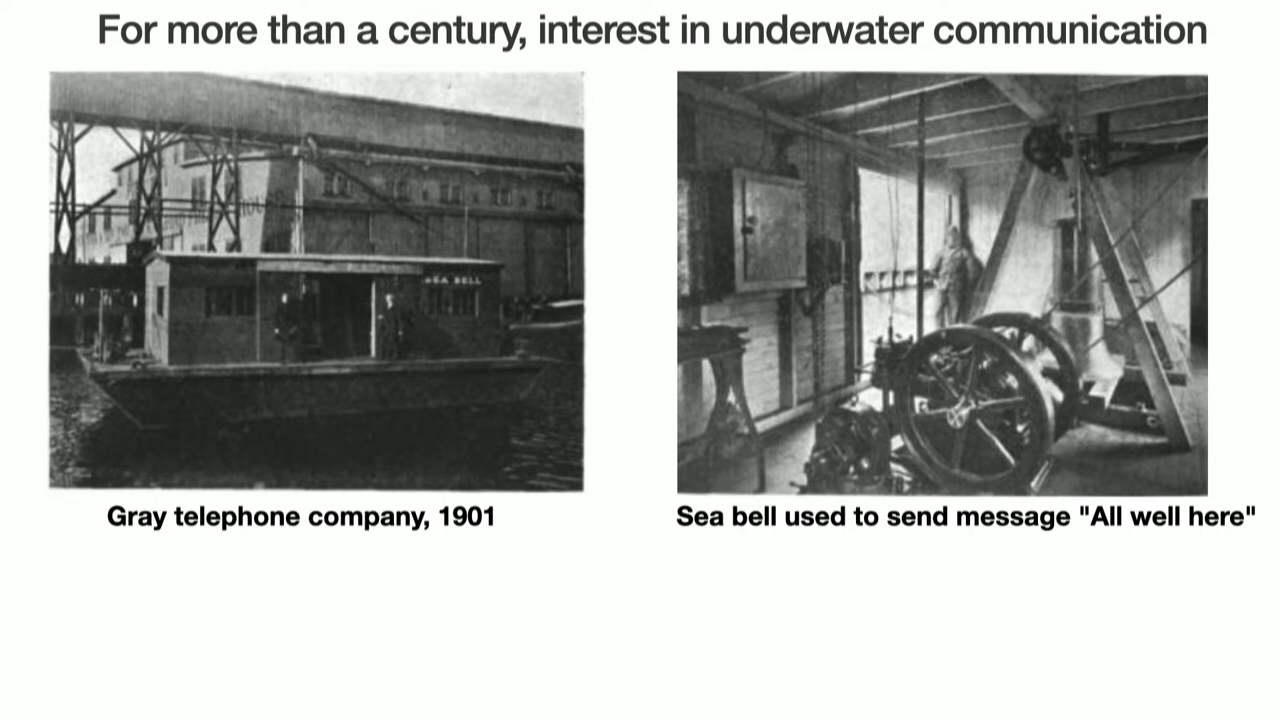 For more than a century, interest in underwater communication
SEA BELL
Gray telephone company, 1901
Sea bell used to send message "All well here"